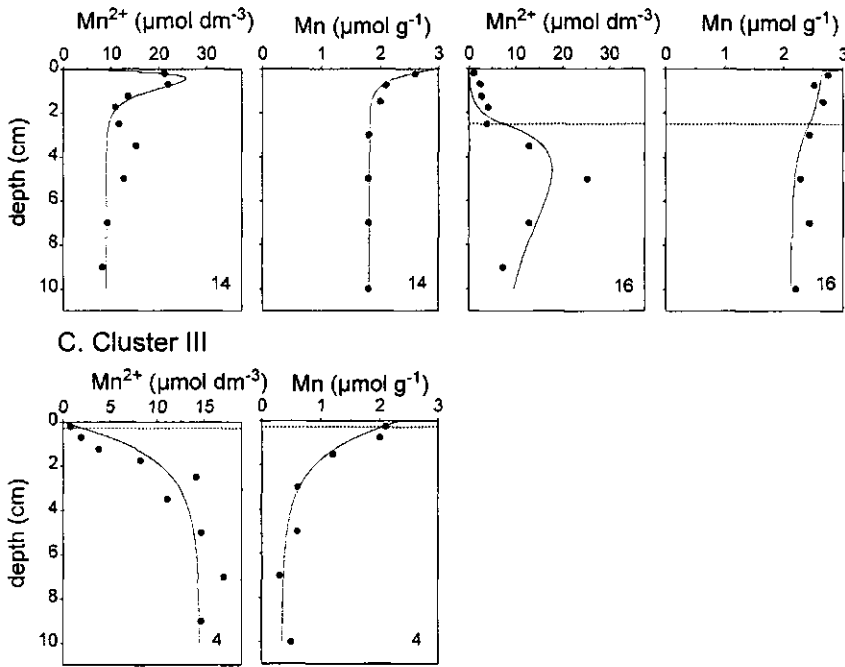 Mn²⁺ (µmol dm⁻³) Mn (µmol g⁻¹) Mn²⁺ (µmol dm⁻³) Mn (µmol g⁻¹)
0 10 20 30 0 1 2 3 0 10 20 30 0 1 2 3
0
2
4
6
8
10
depth (cm)
14 14 16 16
C. Cluster III
Mn²⁺ (µmol dm⁻³) Mn (µmol g⁻¹)
0 5 10 15 0 1 2 3
0
2
4
6
8
10
depth (cm)
4 4